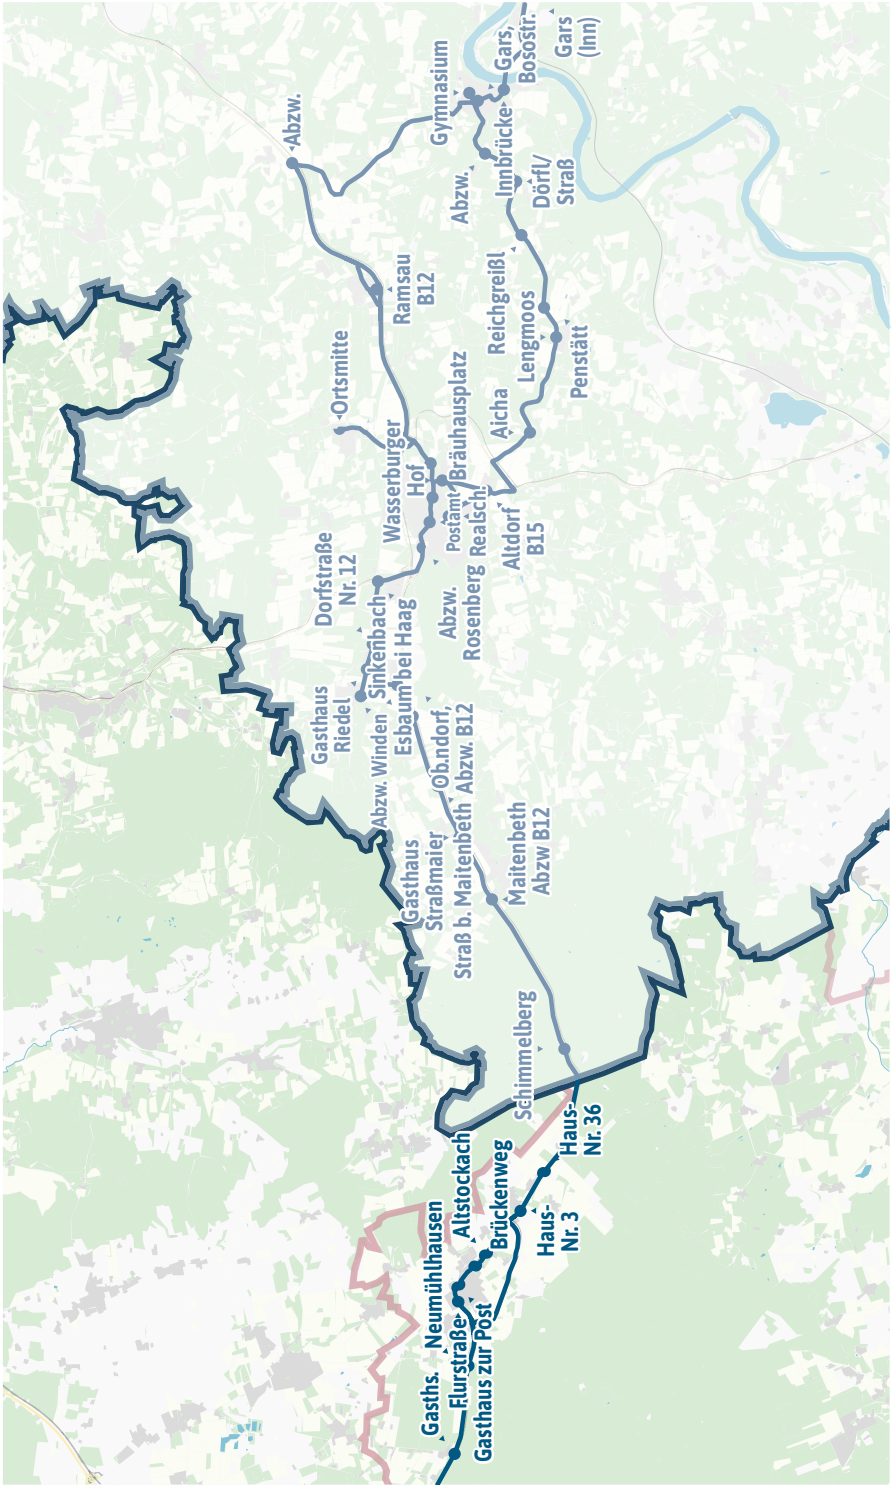 Abzw.
Gymnasium
Gars,
Bosostr.
Gars
(Inn)
Innbrücke
Abzw.
Dörfl/
Straß
Ramsau
B12
Reichgreißl
Lengmoos
Penstätt
Ortsmitte
Bräuhausplatz
Aicha
Wasserburger
Hof
Postamt
Realsch.
Altdorf
B15
Dorfstraße
Nr. 12
Abzw.
Rosenberg
Sinkenbach
Esbaum bei Haag
Gasthaus
Riedel
Abzw. Winden
Ob.ndorf,
Abzw. B12
Gasthaus
Straßmaier
Straß b. Maitenbeth
Maitenbeth
Abzw B12
Schimmelberg
Haus-
Nr. 36
Altstockach
Brückenweg
Haus-
Nr. 3
Neumühlhausen
Gasths.
Flurstraße
Gasthaus zur Post